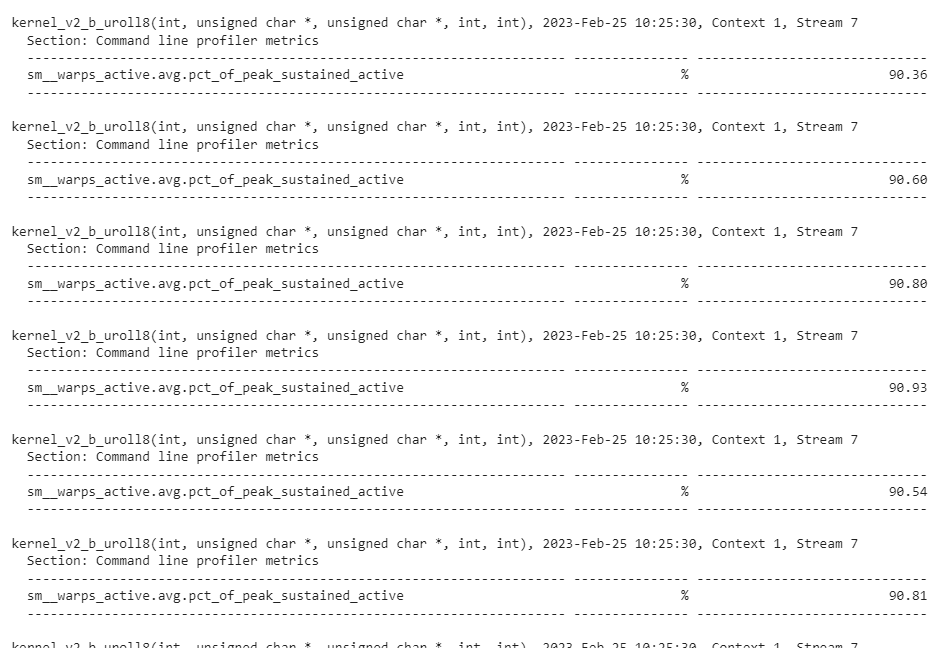 kernel_v2_b_uroll8(int, unsigned char *, unsigned char *, int, int), 2023-Feb-25 10:25:30, Context 1, Stream 7
Section: Command line profiler metrics
---------------------------------------------------------------------- --------------- ------------------------------
sm__warps_active.avg.pct_of_peak_sustained_active % 90.36
---------------------------------------------------------------------- --------------- ------------------------------
kernel_v2_b_uroll8(int, unsigned char *, unsigned char *, int, int), 2023-Feb-25 10:25:30, Context 1, Stream 7
Section: Command line profiler metrics
---------------------------------------------------------------------- --------------- ------------------------------
sm__warps_active.avg.pct_of_peak_sustained_active % 90.60
---------------------------------------------------------------------- --------------- ------------------------------
kernel_v2_b_uroll8(int, unsigned char *, unsigned char *, int, int), 2023-Feb-25 10:25:30, Context 1, Stream 7
Section: Command line profiler metrics
---------------------------------------------------------------------- --------------- ------------------------------
sm__warps_active.avg.pct_of_peak_sustained_active % 90.80
---------------------------------------------------------------------- --------------- ------------------------------
kernel_v2_b_uroll8(int, unsigned char *, unsigned char *, int, int), 2023-Feb-25 10:25:30, Context 1, Stream 7
Section: Command line profiler metrics
---------------------------------------------------------------------- --------------- ------------------------------
sm__warps_active.avg.pct_of_peak_sustained_active % 90.93
---------------------------------------------------------------------- --------------- ------------------------------
kernel_v2_b_uroll8(int, unsigned char *, unsigned char *, int, int), 2023-Feb-25 10:25:30, Context 1, Stream 7
Section: Command line profiler metrics
---------------------------------------------------------------------- --------------- ------------------------------
sm__warps_active.avg.pct_of_peak_sustained_active % 90.54
---------------------------------------------------------------------- --------------- ------------------------------
kernel_v2_b_uroll8(int, unsigned char *, unsigned char *, int, int), 2023-Feb-25 10:25:30, Context 1, Stream 7
Section: Command line profiler metrics
---------------------------------------------------------------------- --------------- ------------------------------
sm__warps_active.avg.pct_of_peak_sustained_active % 90.81
---------------------------------------------------------------------- --------------- ------------------------------